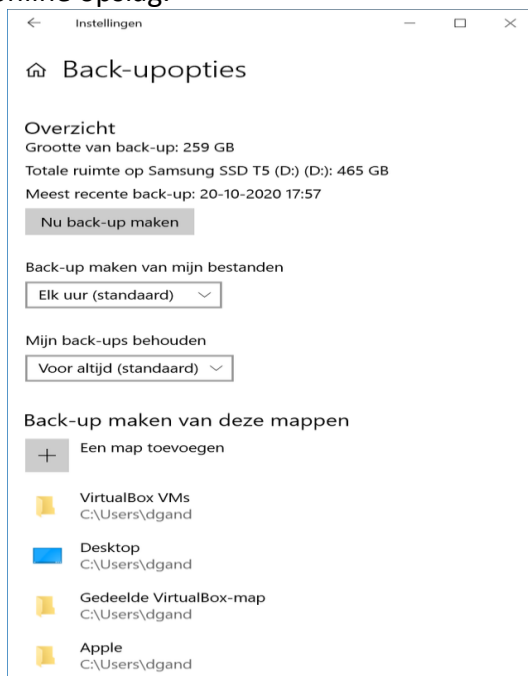 online opslag.
Instellingen
Back-upopties
Overzicht
Grootte van back-up: 259 GB
Totale ruimte op Samsung SSD T5 (D:) (D:): 465 GB
Meest recente back-up: 20-10-2020 17:57
Nu back-up maken
Back-up maken van mijn bestanden
Elk uur (standaard)
Mijn back-ups behouden
Voor altijd (standaard)
Back-up maken van deze mappen
Een map toevoegen
VirtualBox VMs
C:\Users\dgand
Desktop
C:\Users\dgand
Gedeelde VirtualBox-map
C:\Users\dgand
Apple
C:\Users\dgand